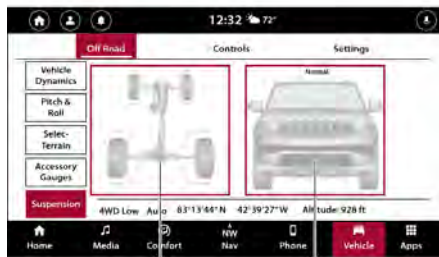 12:32 72°
Off Road Controls Settings
Vehicle
Dynamics
Normal
Pitch &
Roll
Selec-
Terrain
Accessory
Gauges
Suspension
4WD Low Auto 83°13'44"N 42°39'27"W Altitude: 928 ft
NW
Home Media Comfort Nav Phone Vehicle Apps